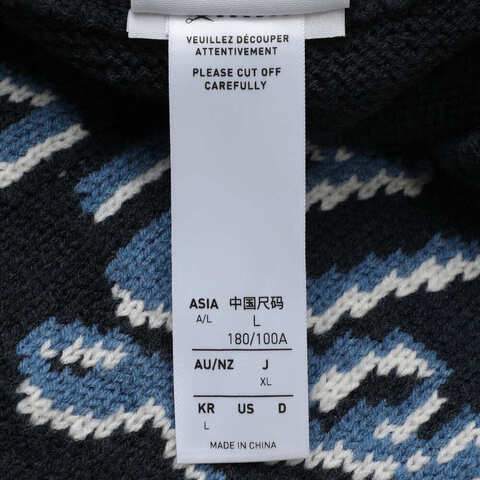 VEUILLEZ DÉCOUPER
ATTENTIVEMENT
PLEASE CUT OFF
CAREFULLY
ASIA 中国尺码
A/L L
180/100A
AU/NZ J
XL
KR US D
L
MADE IN CHINA